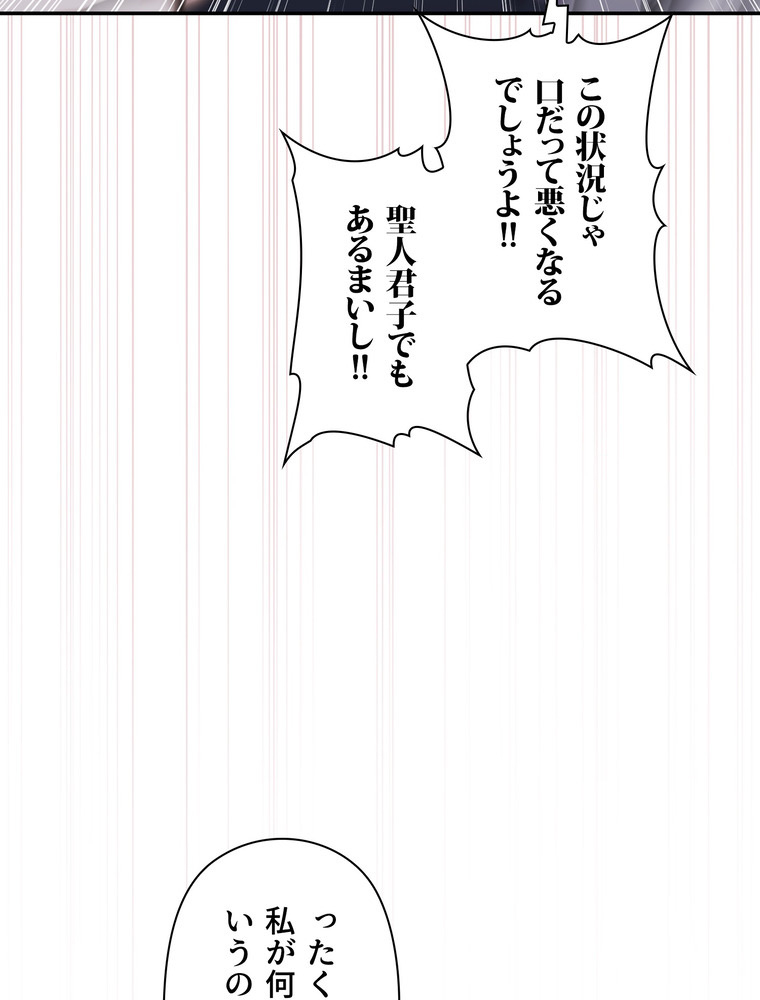 この状況じゃ
口だって悪くなる
でしょうよ!!
聖人君子でも
あるまいし!!
ったく
私が何
いうの